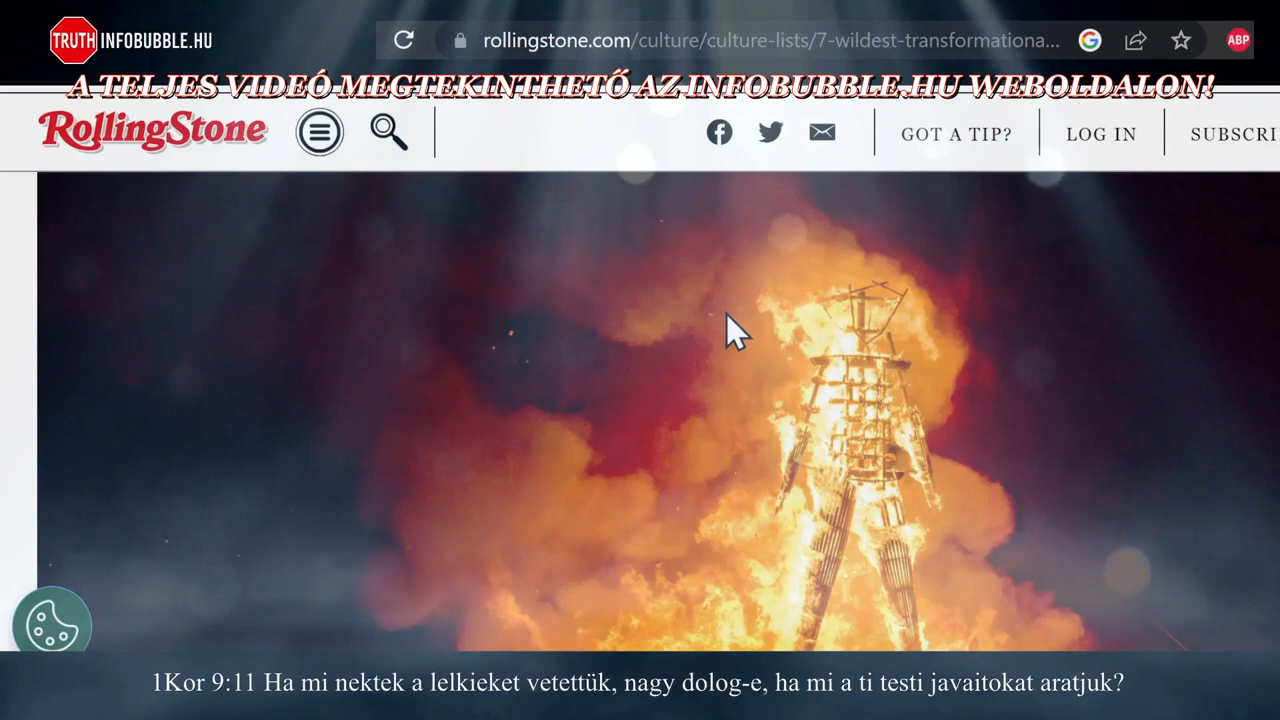 TRUTH INFOBUBBLE.HU
rollingstone.com/culture/culture-lists/7-wildest-transformationa...
ABP
A TELJES VIDEÓ MEGTEKINTHETŐ AZ INFOBUBBLE.HU WEBOLDALON!
RollingStone
GOT A TIP?
LOG IN
SUBSCRI
1Kor 9:11 Ha mi nektek a lelkieket vetettük, nagy dolog-e, ha mi a ti testi javaitokat aratjuk?